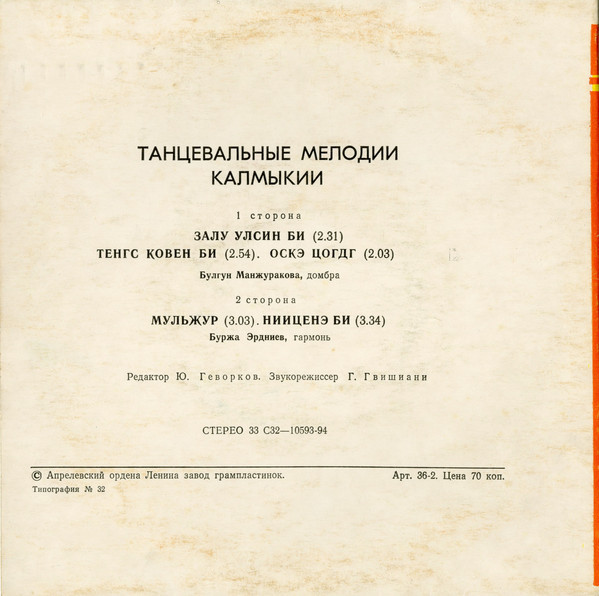 ТАНЦЕВАЛЬНЫЕ МЕЛОДИИ
КАЛМЫКИИ
1 сторона
ЗАЛУ УЛСИН БИ (2.31)
ТЕНГС КОВЕН БИ (2.54). ОСКЭ ЦОГДГ (2.03)
Булгун Манжуракова, домбра
2 сторона
МУЛЬЖУР (3.03). НИИЦЕНЭ БИ (3.34)
Буржа Эрдниев, гармонь
Редактор Ю. Геворков. Звукорежиссер Г. Гвишиани
СТЕРЕО 33 С32—10593-94
© Апрелевский ордена Ленина завод грампластинок. Арт. 36-2. Цена 70 коп.
Типография № 32